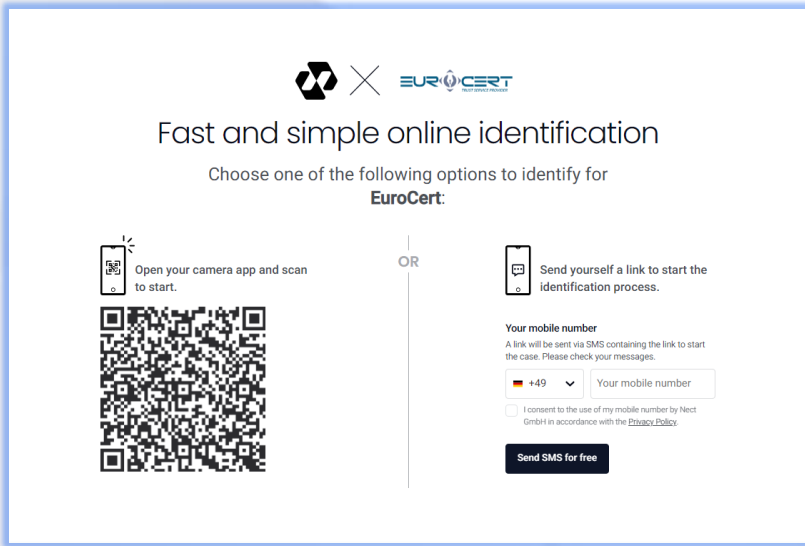 EUROCERT
TRUST SERVICE PROVIDER
Fast and simple online identification
Choose one of the following options to identify for
EuroCert:
Open your camera app and scan
to start.
OR
Send yourself a link to start the
identification process.
Your mobile number
A link will be sent via SMS containing the link to start
the case. Please check your messages.
+49
Your mobile number
I consent to the use of my mobile number by Nect
GmbH in accordance with the Privacy Policy.
Send SMS for free